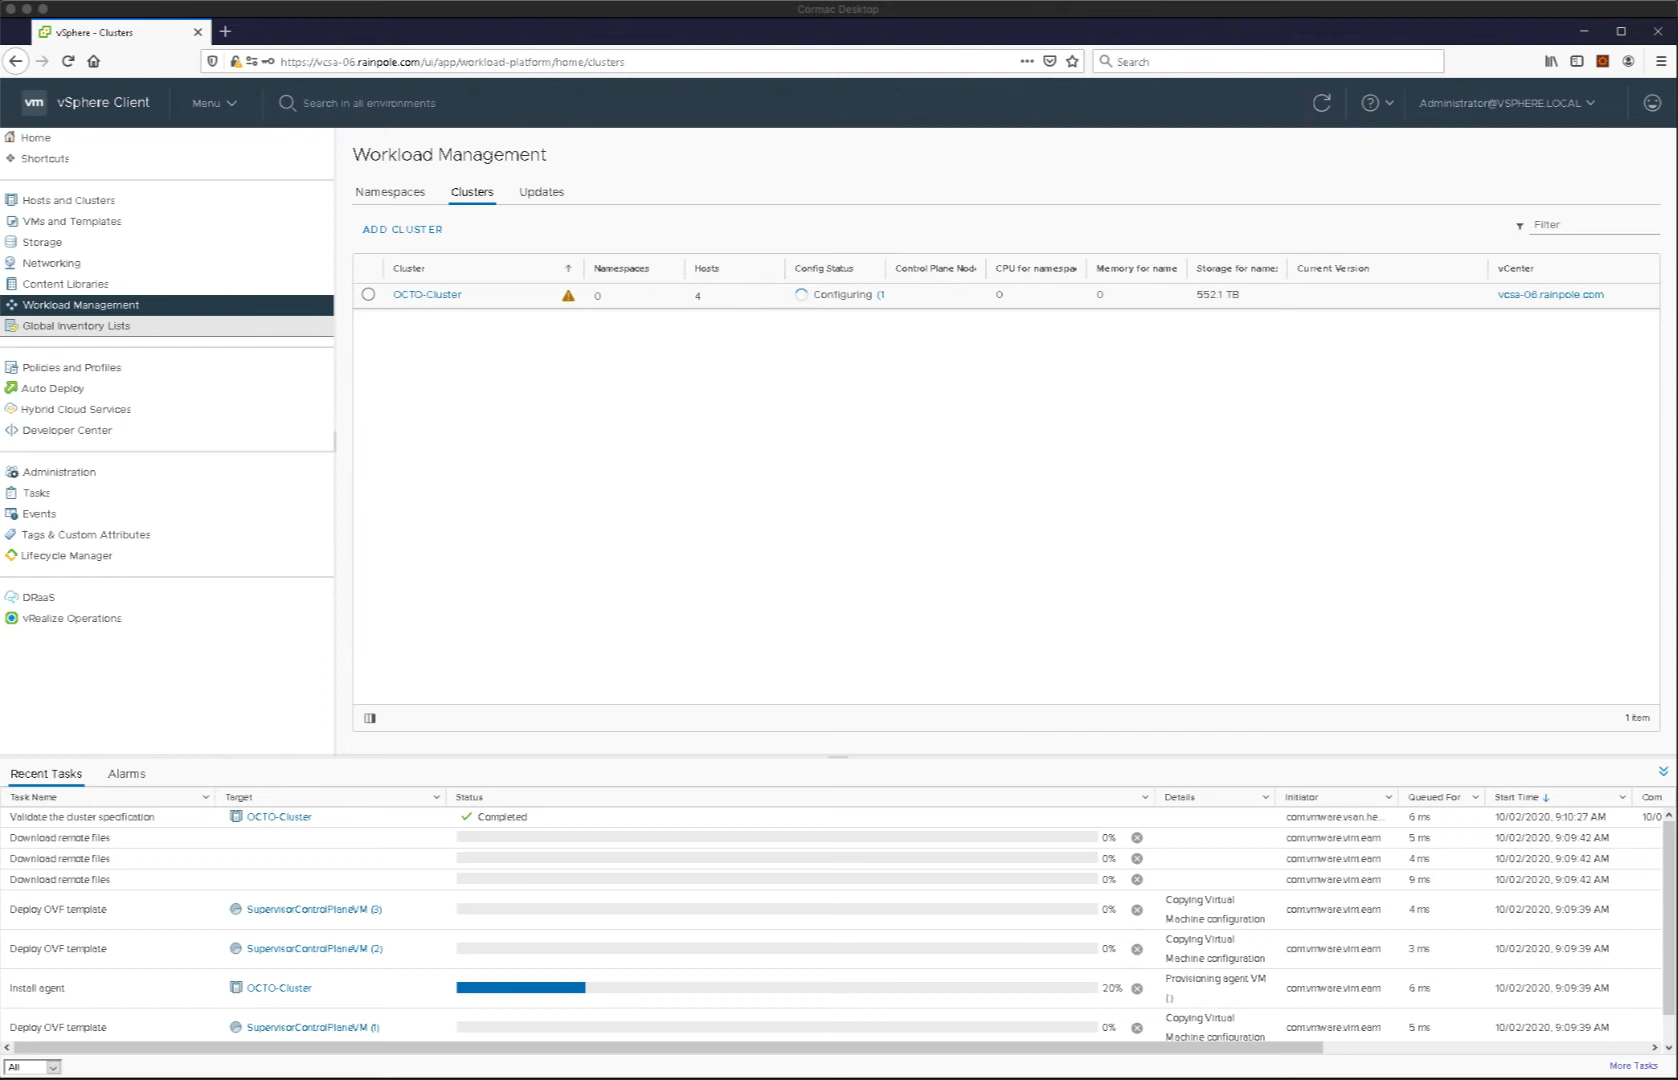 Cormac Desktop
vSphere - Clusters
https://vcsa-06.rainpole.com/ui/app/workload-platform/home/clusters
Search
vm vSphere Client Menu Search in all environments Administrator@VSPHERE.LOCAL
Home
Shortcuts
Hosts and Clusters
VMs and Templates
Storage
Networking
Content Libraries
Workload Management
Global Inventory Lists
Policies and Profiles
Auto Deploy
Hybrid Cloud Services
Developer Center
Administration
Tasks
Events
Tags & Custom Attributes
Lifecycle Manager
DRaaS
vRealize Operations
Workload Management
Namespaces Clusters Updates
ADD CLUSTER
Filter
Cluster Namespaces Hosts Config Status Control Plane Node CPU for namespa Memory for name Storage for name Current Version vCenter
OCTO-Cluster 0 4 Configuring (1 0 0 552.1 TB vcsa-06.rainpole.com
1 item
Recent Tasks Alarms
Task Name Target Status Details Initiator Queued For Start Time Com
Validate the cluster specification OCTO-Cluster Completed com.vmware.vsan.he... 6 ms 10/02/2020, 9:10:27 AM 10/0
Download remote files 0% com.vmware.vim.eam 5 ms 10/02/2020, 9:09:42 AM
Download remote files 0% com.vmware.vim.eam 4 ms 10/02/2020, 9:09:42 AM
Download remote files 0% com.vmware.vim.eam 9 ms 10/02/2020, 9:09:42 AM
Deploy OVF template SupervisorControlPlaneVM (3) 0% Copying Virtual Machine configuration com.vmware.vim.eam 4 ms 10/02/2020, 9:09:39 AM
Deploy OVF template SupervisorControlPlaneVM (2) 0% Copying Virtual Machine configuration com.vmware.vim.eam 3 ms 10/02/2020, 9:09:39 AM
Install agent OCTO-Cluster 20% Provisioning agent VM () com.vmware.vim.eam 6 ms 10/02/2020, 9:09:39 AM
Deploy OVF template SupervisorControlPlaneVM (1) 0% Copying Virtual Machine configuration com.vmware.vim.eam 5 ms 10/02/2020, 9:09:39 AM
All More Tasks